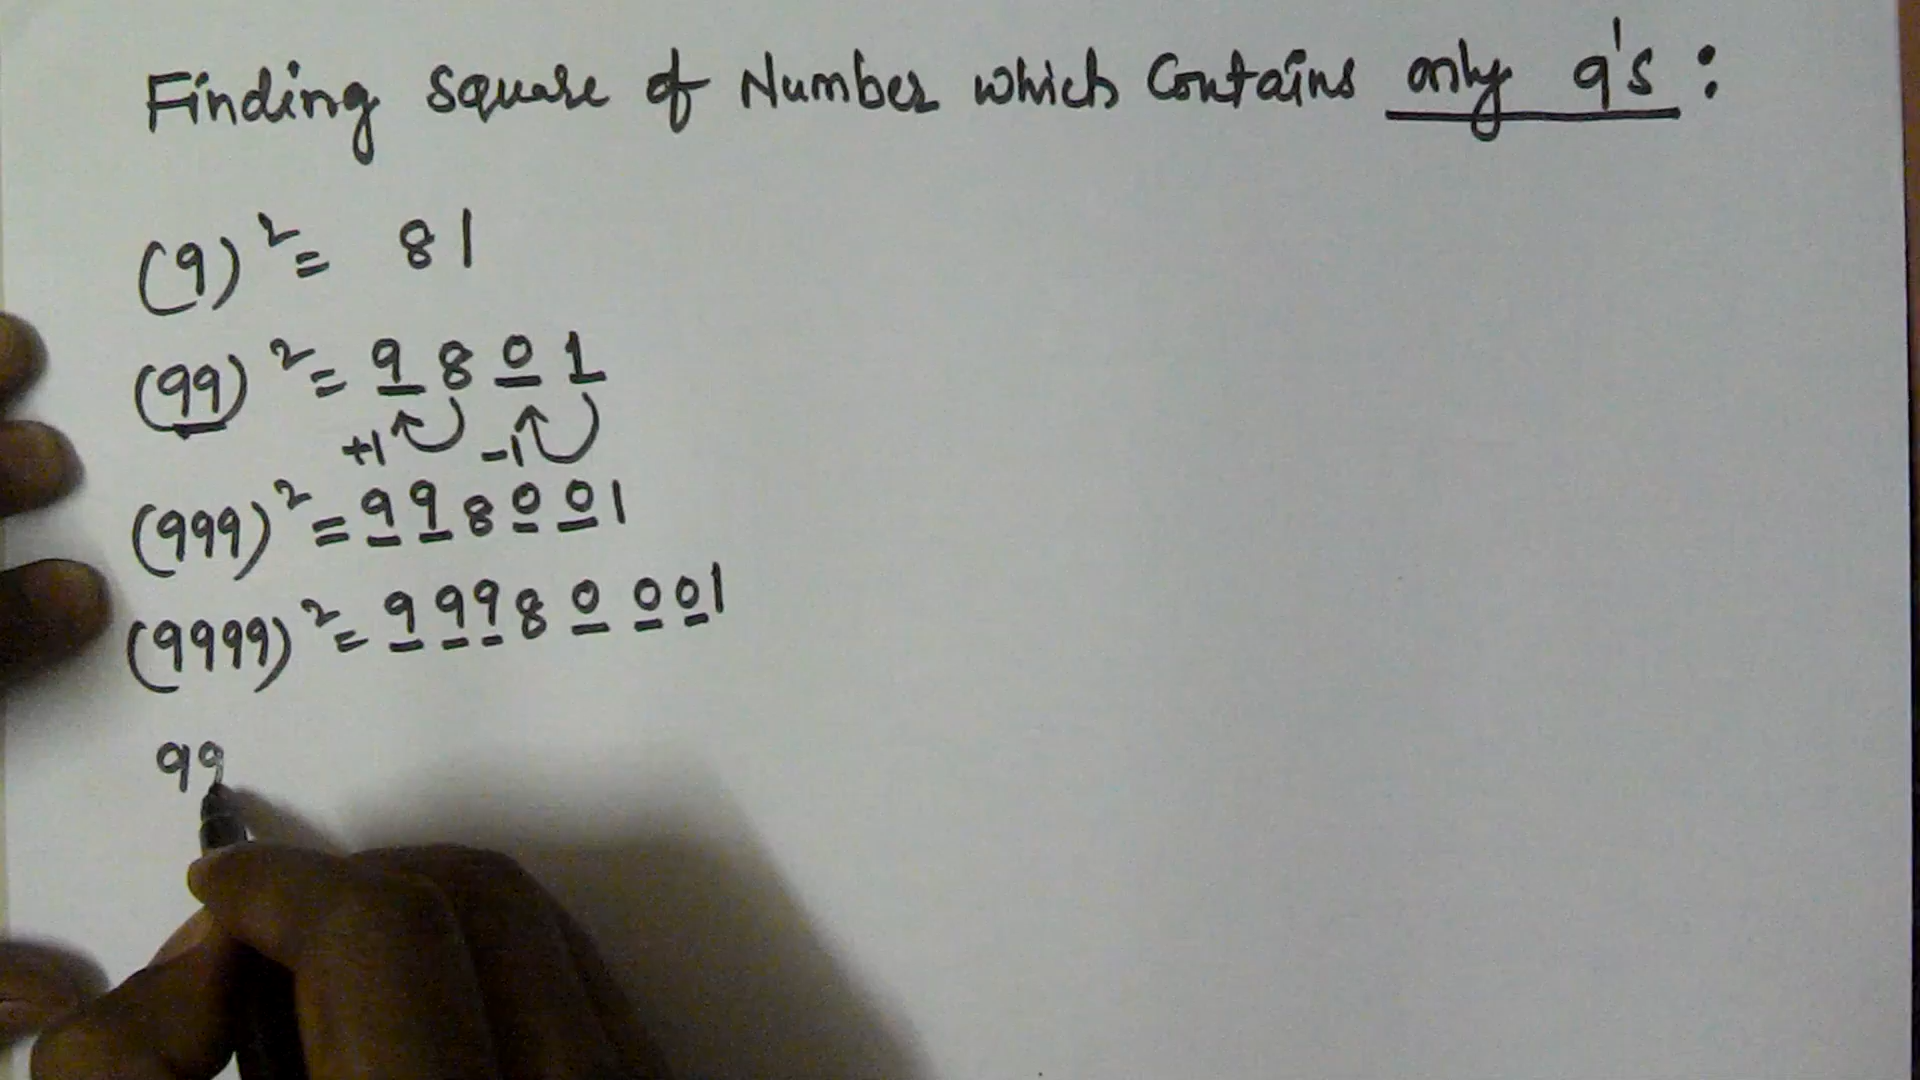 Finding Square of Number which Contains only 9's :
(9)² = 81
(99)² = 9801
+1 -1
(999)² = 998001
(9999)² = 99980001
99